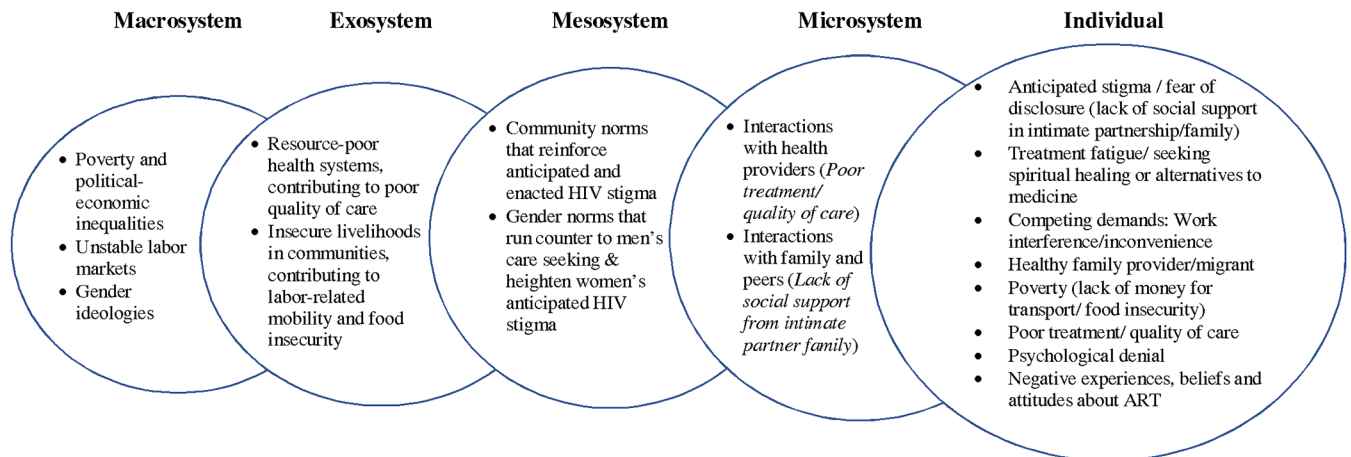 Macrosystem
Exosystem
Mesosystem
Microsystem
Individual
• Poverty and
political-
economic
inequalities
• Unstable labor
markets
• Gender
ideologies
• Resource-poor
health systems,
contributing to poor
quality of care
• Insecure livelihoods
in communities,
contributing to
labor-related
mobility and food
insecurity
• Community norms
that reinforce
anticipated and
enacted HIV stigma
• Gender norms that
run counter to men’s
care seeking &
heighten women’s
anticipated HIV
stigma
• Interactions
with health
providers (Poor
treatment/
quality of care)
• Interactions
with family and
peers (Lack of
social support
from intimate
partner family)
• Anticipated stigma / fear of
disclosure (lack of social support
in intimate partnership/family)
• Treatment fatigue/ seeking
spiritual healing or alternatives to
medicine
• Competing demands: Work
interference/inconvenience
• Healthy family provider/migrant
• Poverty (lack of money for
transport/ food insecurity)
• Poor treatment/ quality of care
• Psychological denial
• Negative experiences, beliefs and
attitudes about ART